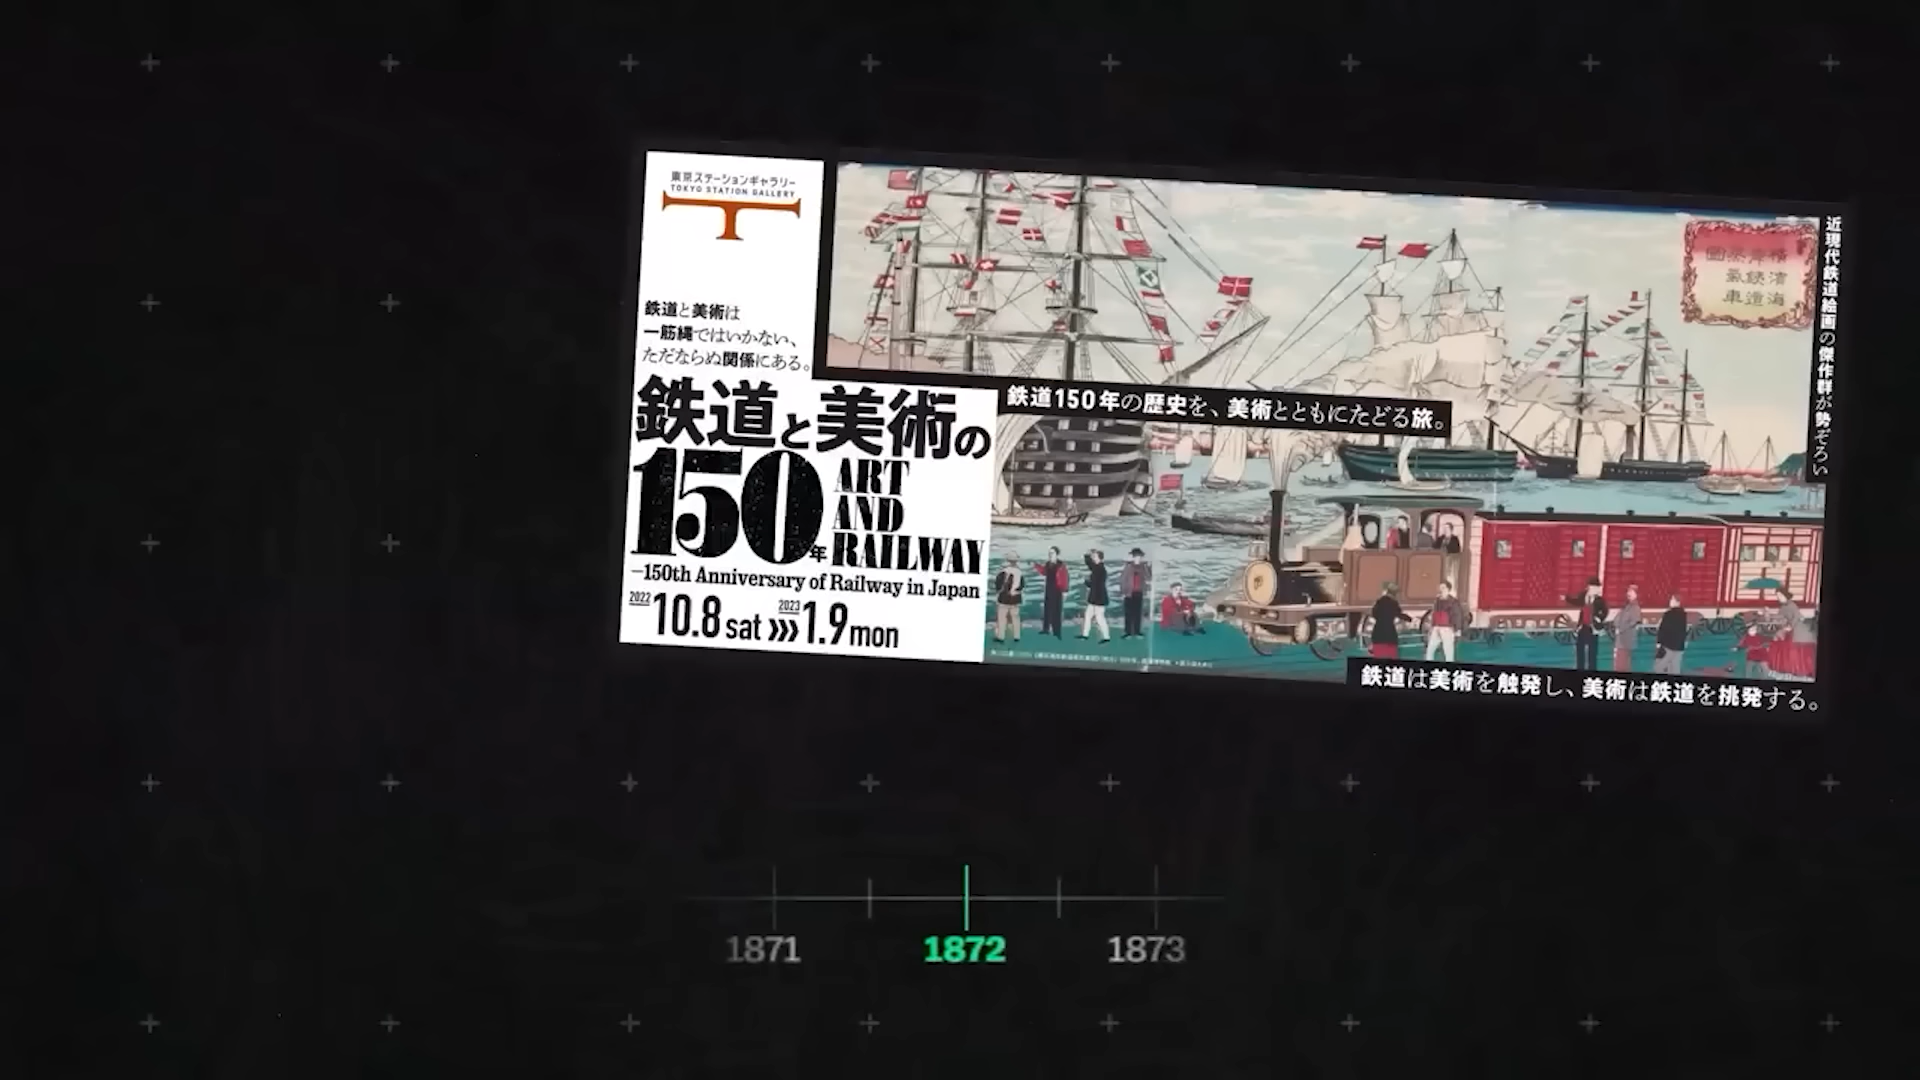 東京ステーションギャラリー
TOKYO STATION GALLERY
鉄道と美術は
一筋縄ではいかない、
ただならぬ関係にある。
鉄道と美術の
150年
ART
AND
RAILWAY
–150th Anniversary of Railway in Japan
2022 10.8 sat 2023 1.9 mon
鉄道150年の歴史を、美術とともにたどる旅。
近現代鉄道絵画の傑作群が勢ぞろい
鉄道は美術を触発し、美術は鉄道を挑発する。
1871
1872
1873